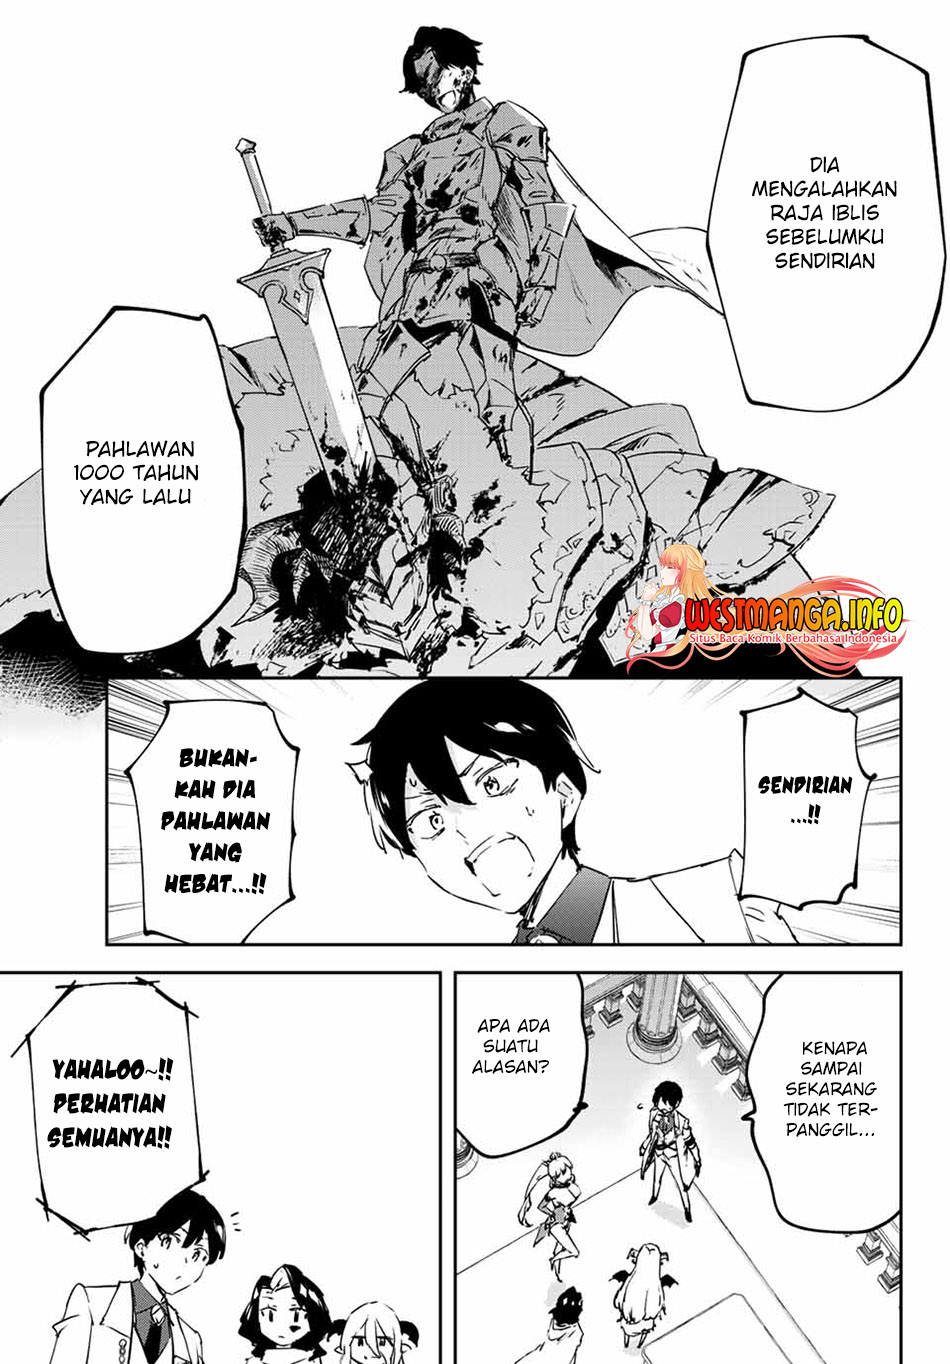 DIA
MENGALAHKAN
RAJA IBLIS
SEBELUMKU
SENDIRIAN
PAHLAWAN
1000 TAHUN
YANG LALU
WESTMANGA.INFO
Situs Baca Komik Berbahasa Indonesia
SENDIRIAN
...!!
BUKAN-
KAH DIA
PAHLAWAN
YANG
HEBAT...!!
KENAPA
SAMPAI
SEKARANG
TIDAK TER-
PANGGIL...
APA ADA
SUATU
ALASAN?
YAHALOO~!!
PERHATIAN
SEMUANYA!!